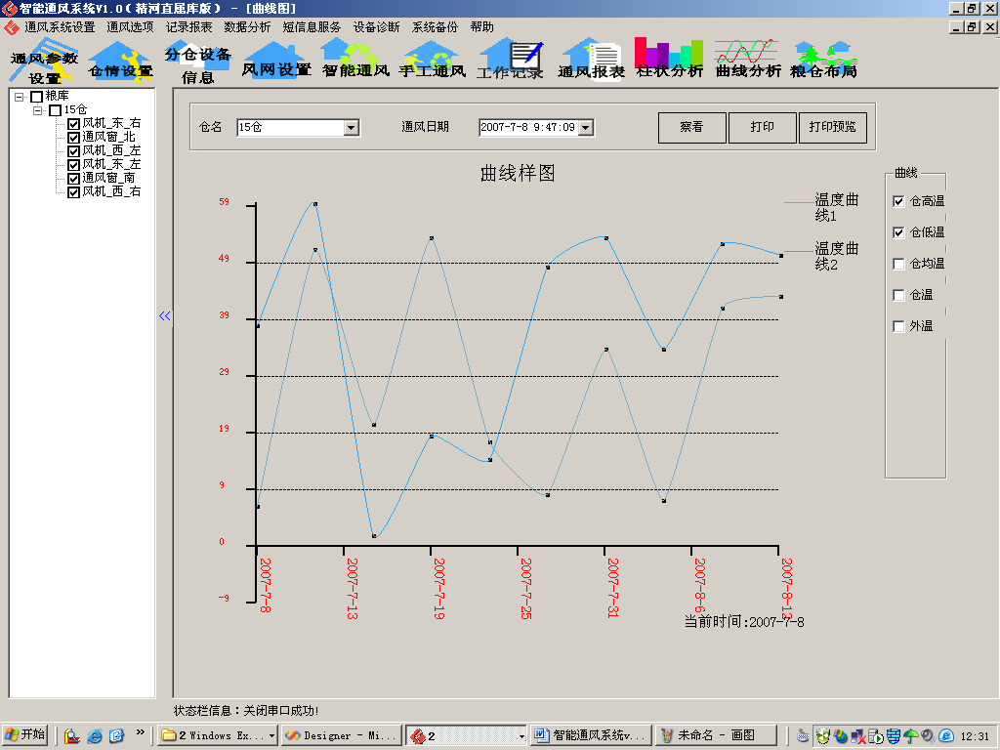 智能通风系统V1.0(精河直属库版) - [曲线图]
通风系统设置 通风选项 记录报表 数据分析 短信息服务 设备诊断 系统备份 帮助
通风参数设置 仓情设置 分仓设备信息 风网设置 智能通风 手工通风 工作记录 通风报表 柱状分析 曲线分析 粮仓布局
粮库
15仓
风机_东_右
通风窗_北
风机_西_左
风机_东_左
通风窗_南
风机_西_右
仓名 15仓 通风日期 2007-7-8 9:47:09 察看 打印 打印预览
曲线样图
温度曲线1
温度曲线2
曲线
仓高温
仓低温
仓均温
仓温
外温
59
49
39
29
19
9
0
-9
2007-7-8
2007-7-13
2007-7-19
2007-7-25
2007-7-31
2007-8-6
2007-8-12
当前时间:2007-7-8
<<
状态栏信息:关闭串口成功!
开始 » 2 Windows Ex... Designer - Mi... 2 智能通风系统v... 未命名 - 画图 12:31